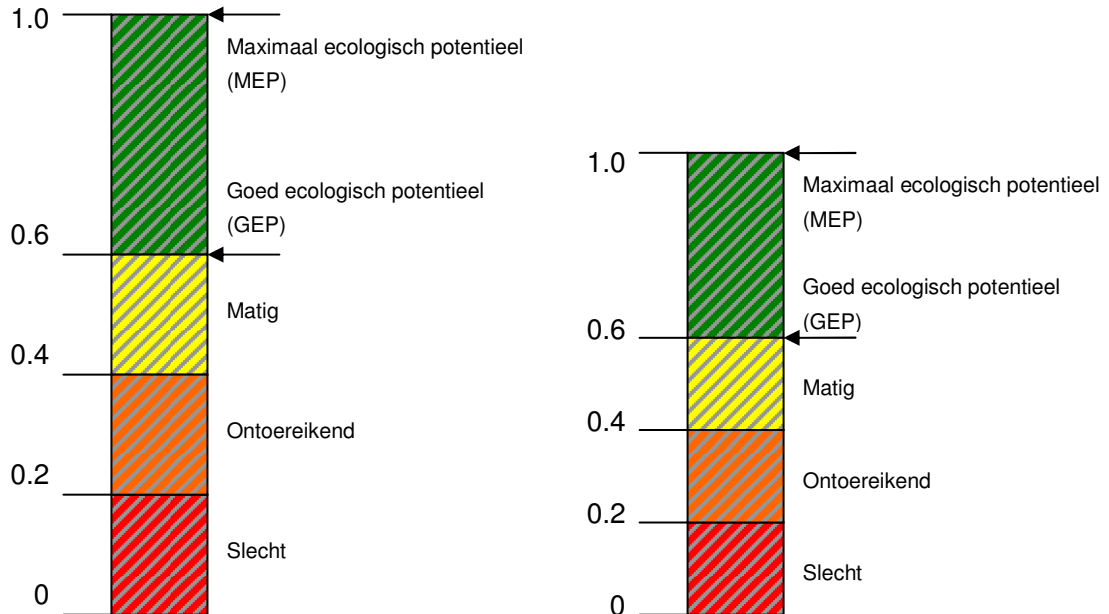 1.0
Maximaal ecologisch potentieel
(MEP)
Goed ecologisch potentieel
(GEP)
0.6
Matig
0.4
Ontoereikend
0.2
Slecht
0
1.0
Maximaal ecologisch potentieel
(MEP)
Goed ecologisch potentieel
(GEP)
0.6
Matig
0.4
Ontoereikend
0.2
Slecht
0